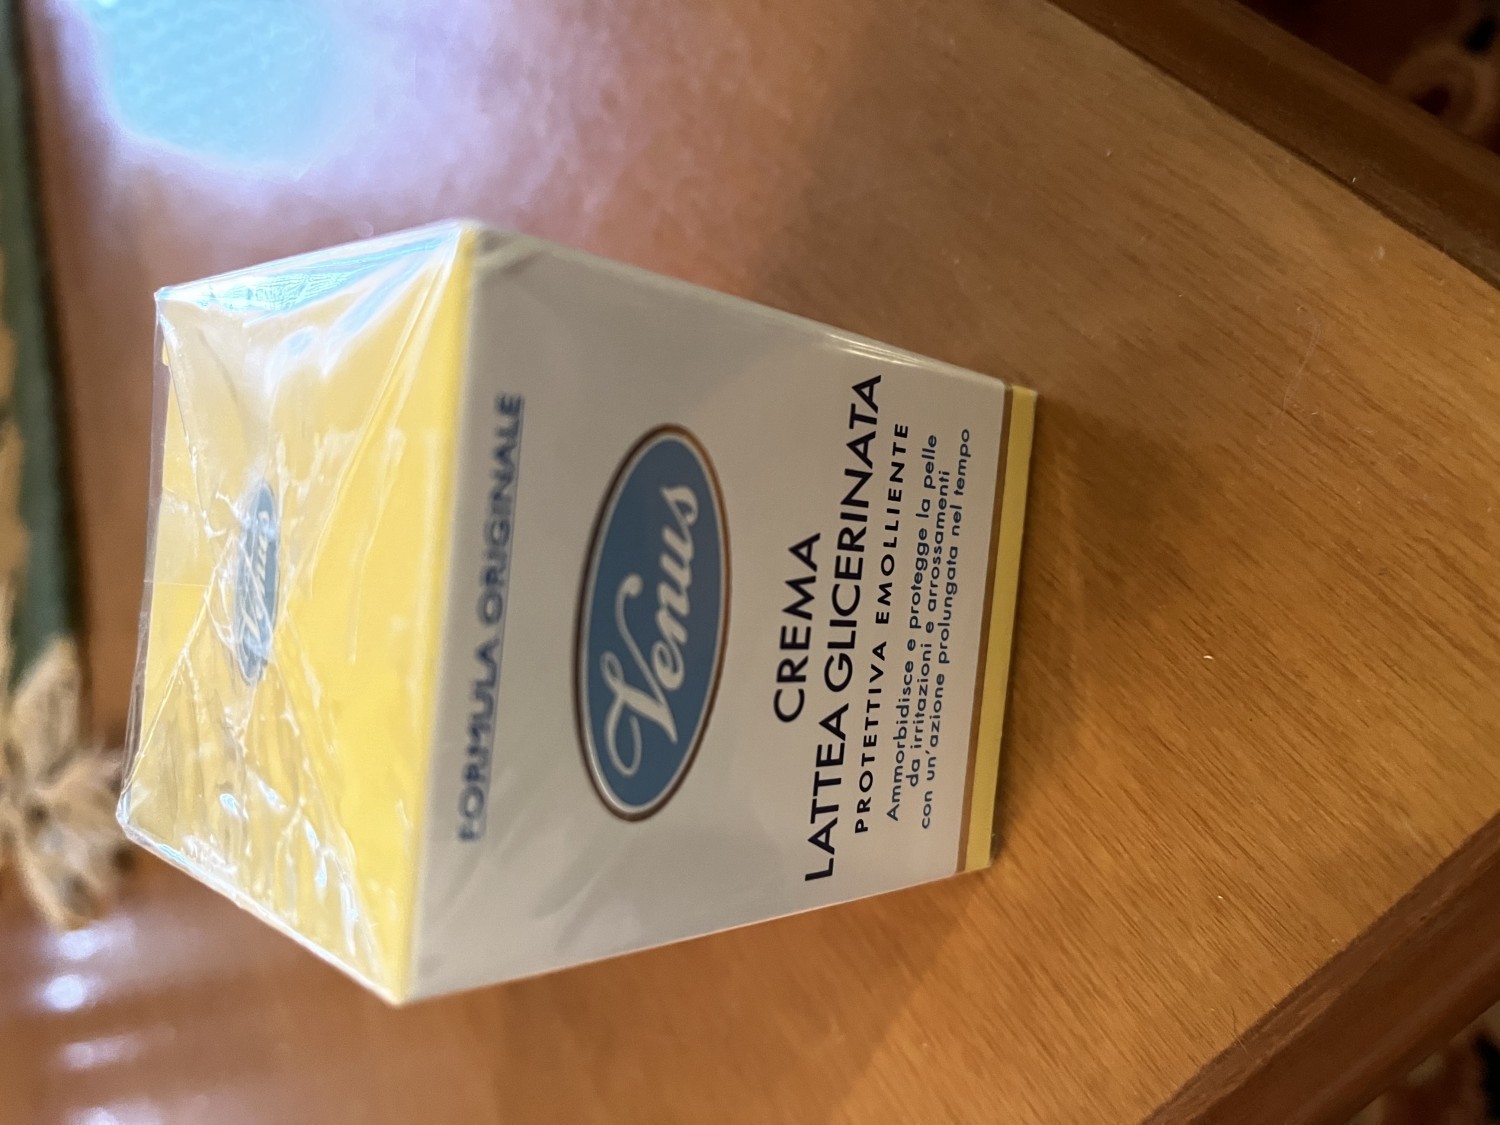 Venus
FORMULA ORIGINALE
Venus
CREMA
LATTEA GLICERINATA
PROTETTIVA EMOLLIENTE
Ammorbidisce e protegge la pelle
da irritazioni e arrossamenti
con un'azione prolungata nel tempo